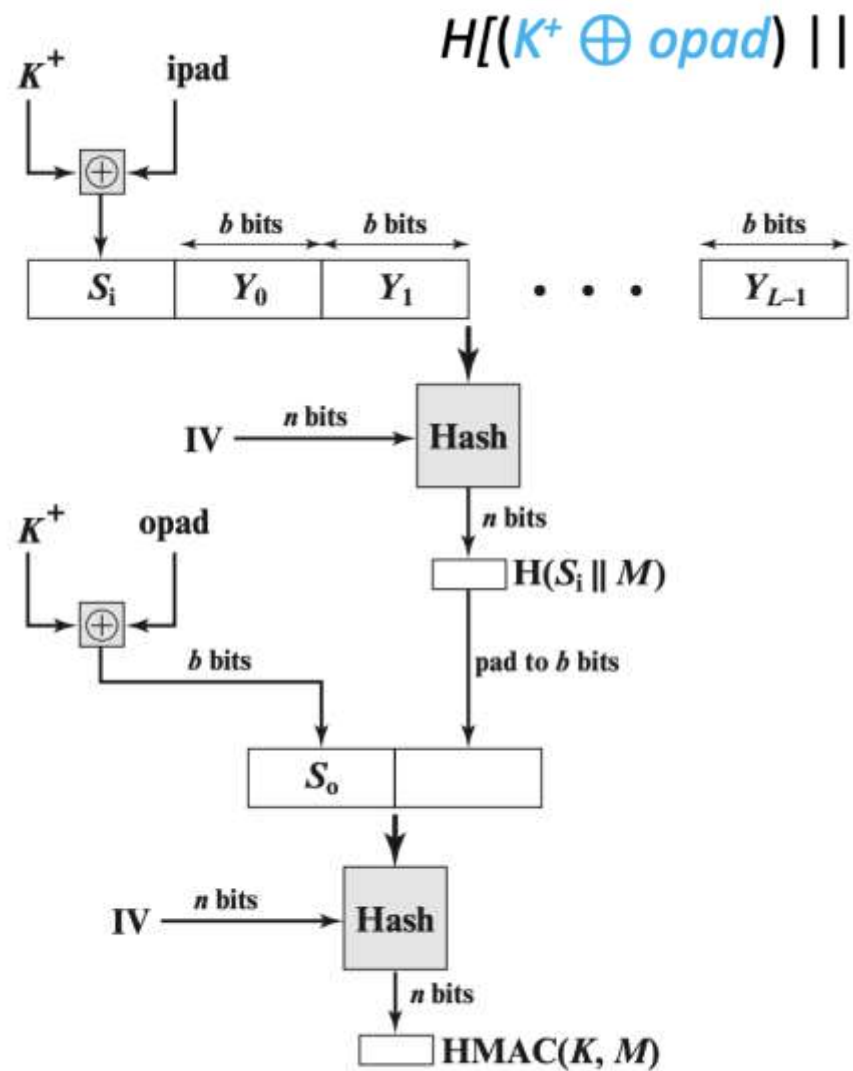 H[(K⁺ ⊕ opad) ||
K⁺ ipad
⊕
b bits b bits b bits
Sᵢ Y₀ Y₁ • • • Y_{L–1}
n bits
IV Hash
n bits
K⁺ opad
H(Sᵢ || M)
⊕
b bits pad to b bits
Sₒ
n bits
IV Hash
n bits
HMAC(K, M)